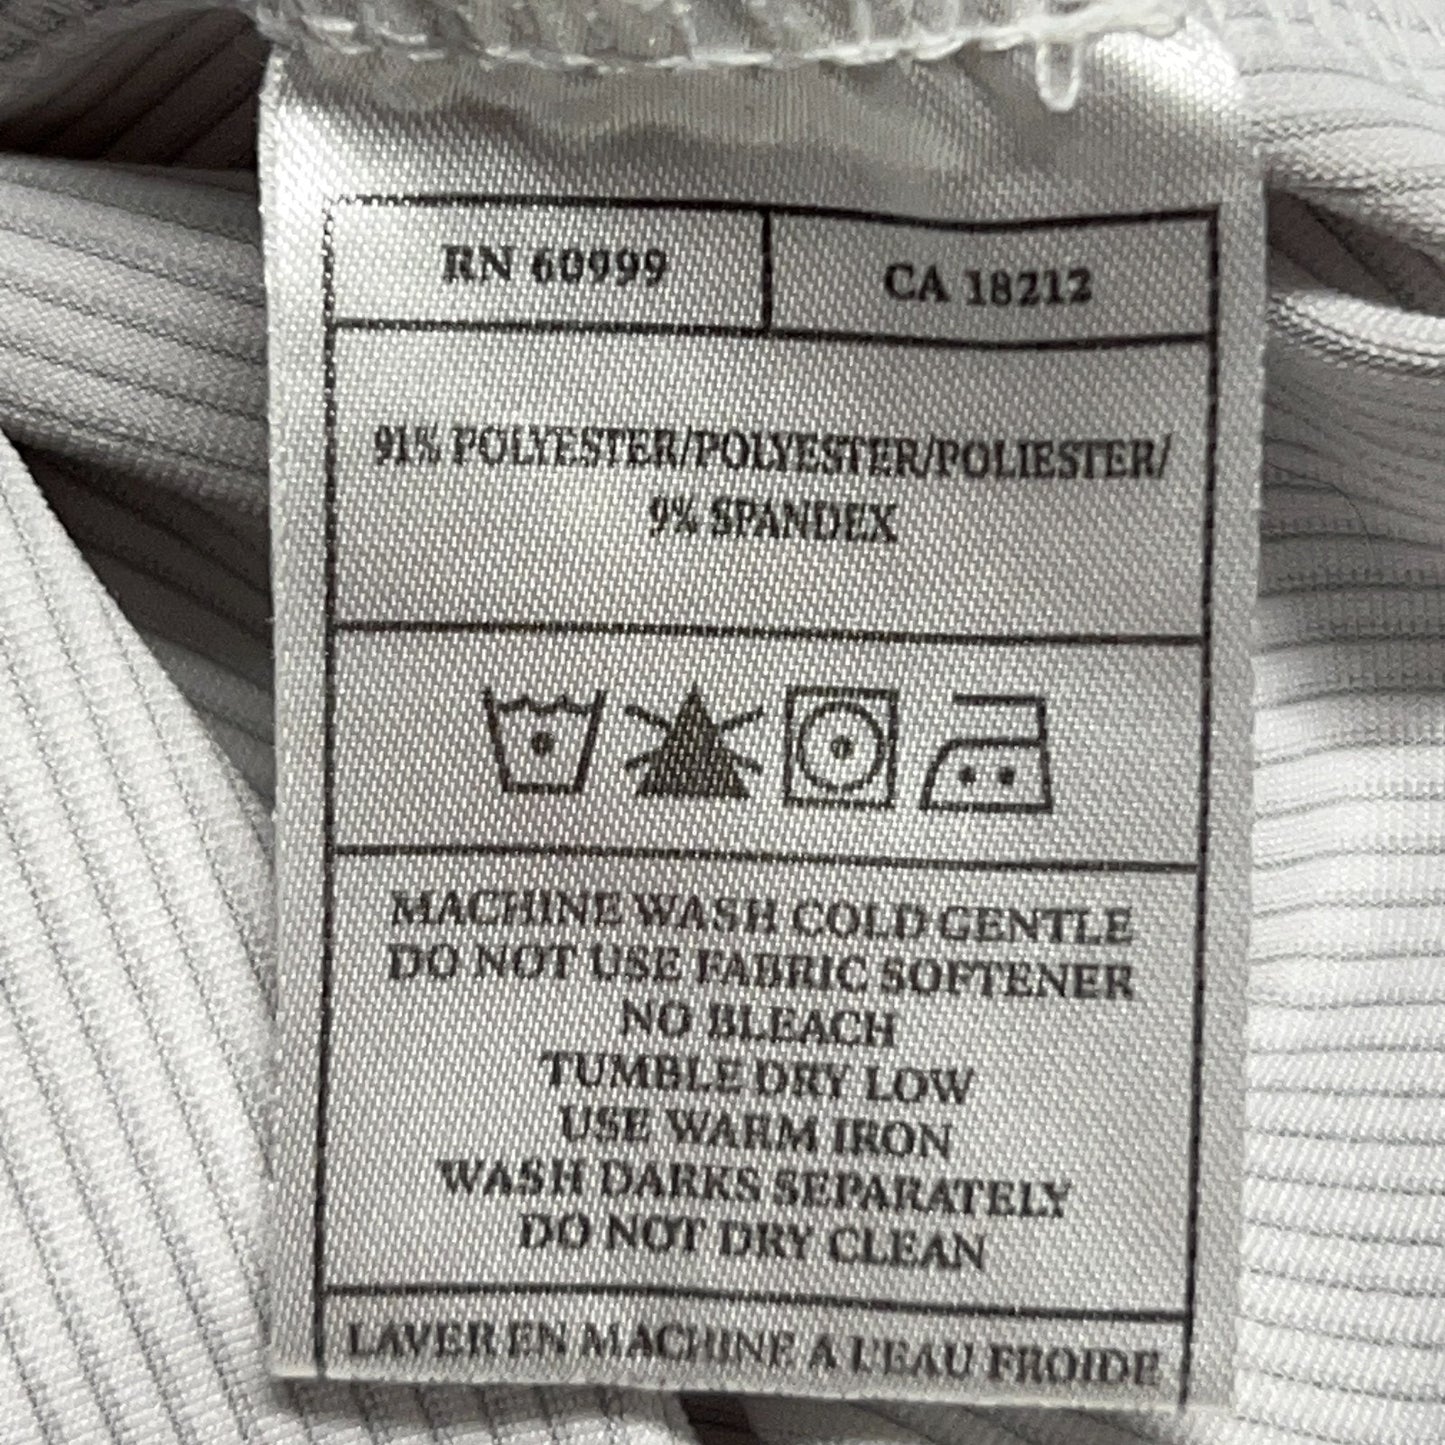 RN 60999
CA 18212
91% POLYESTER/POLYESTER/POLIESTER/
9% SPANDEX
MACHINE WASH COLD GENTLE
DO NOT USE FABRIC SOFTENER
NO BLEACH
TUMBLE DRY LOW
USE WARM IRON
WASH DARKS SEPARATELY
DO NOT DRY CLEAN
LAVER EN MACHINE A L'EAU FROIDE